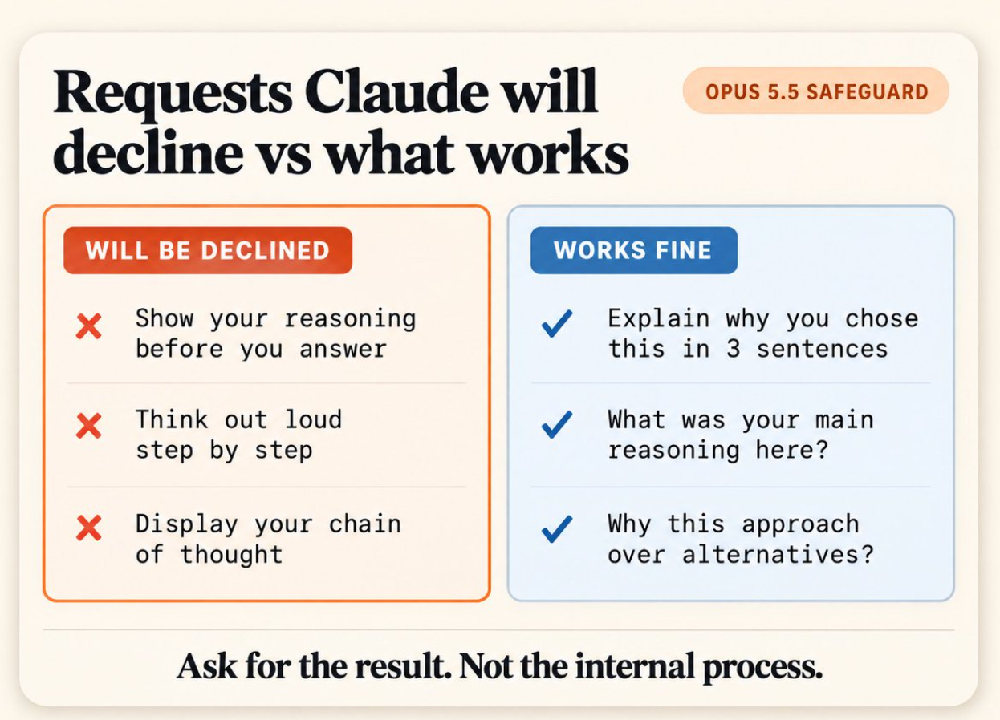 Requests Claude will
decline vs what works
OPUS 5.5 SAFEGUARD
WILL BE DECLINED
Show your reasoning
before you answer
Think out loud
step by step
Display your chain
of thought
WORKS FINE
Explain why you chose
this in 3 sentences
What was your main
reasoning here?
Why this approach
over alternatives?
Ask for the result. Not the internal process.